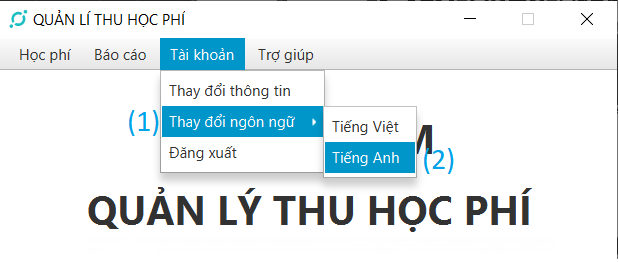 QUẢN LÍ THU HỌC PHÍ
Học phí Báo cáo Tài khoản Trợ giúp
Thay đổi thông tin
(1) Thay đổi ngôn ngữ
Tiếng Việt
Đăng xuất
Tiếng Anh (2)
M
QUẢN LÝ THU HỌC PHÍ